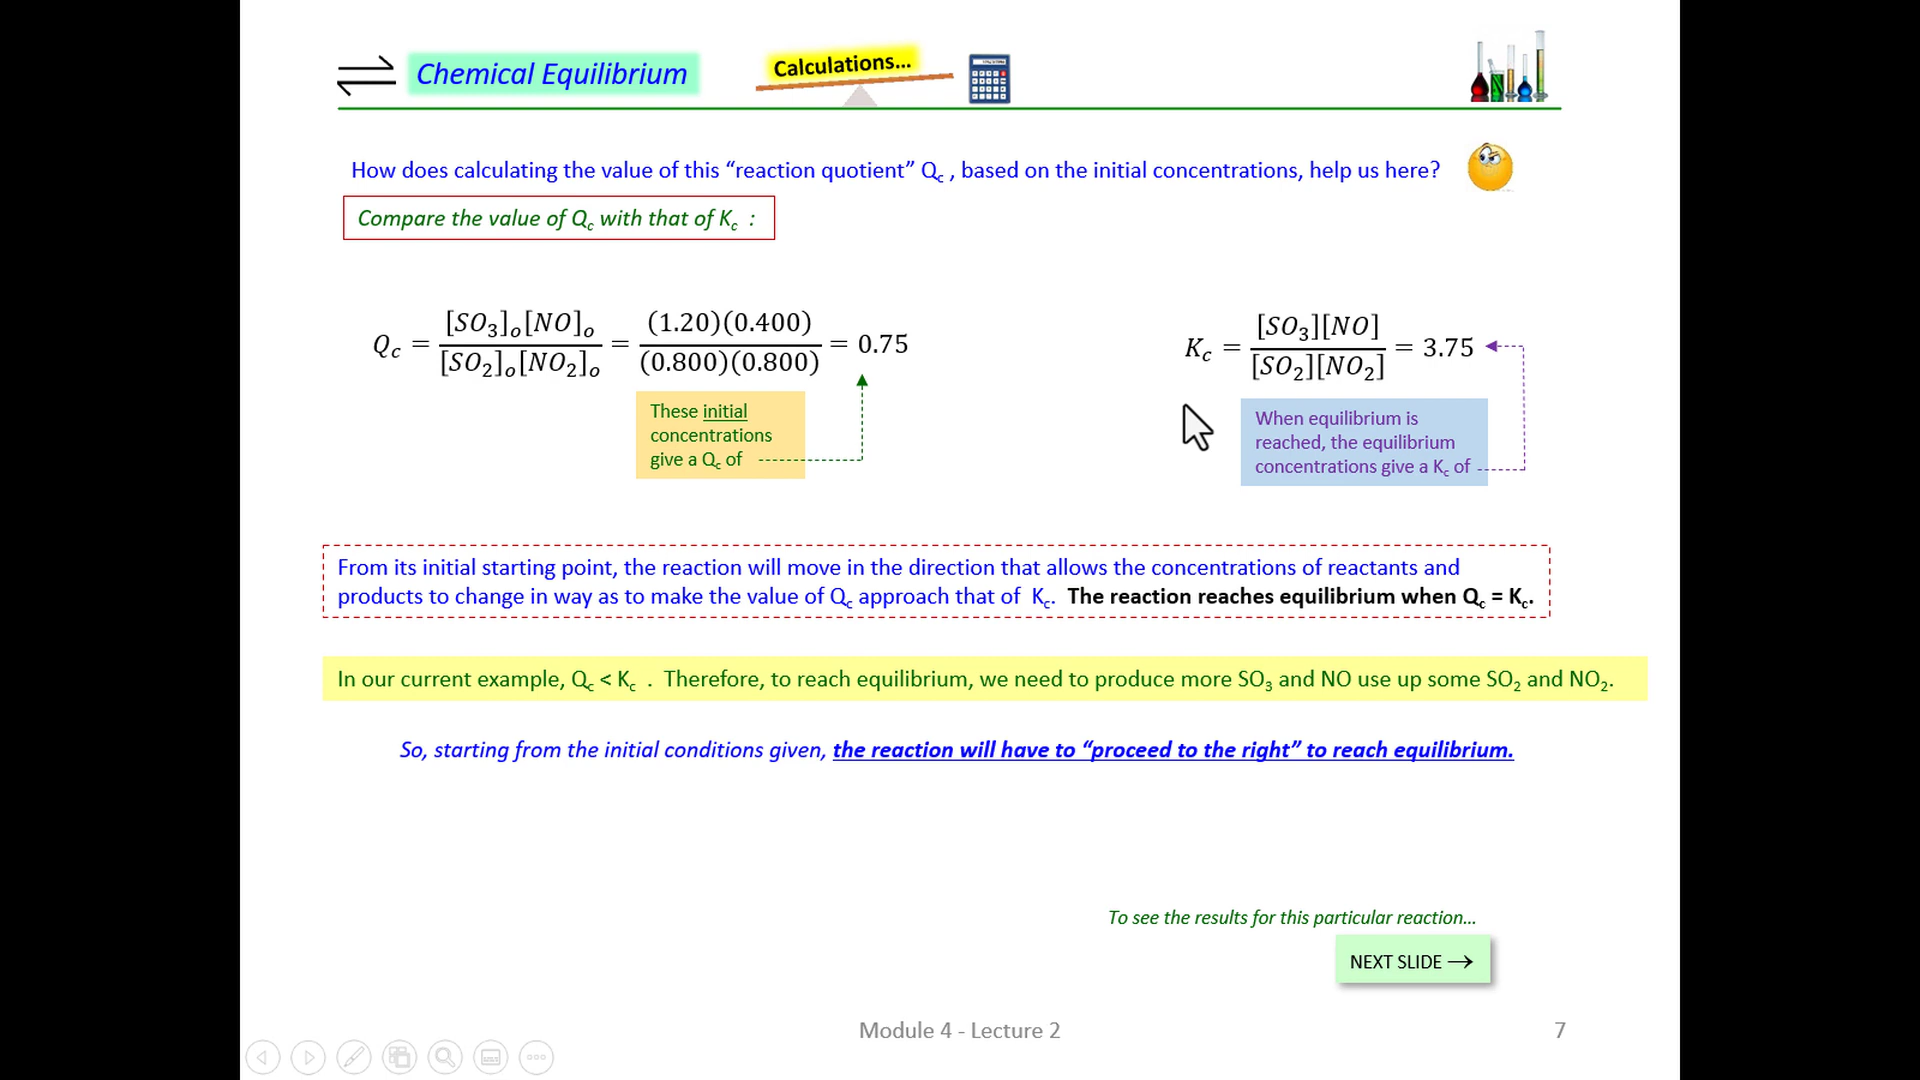 Chemical Equilibrium
Calculations...
How does calculating the value of this “reaction quotient” Qc , based on the initial concentrations, help us here?
Compare the value of Qc with that of Kc :
Qc = [SO3]o[NO]o / [SO2]o[NO2]o = (1.20)(0.400) / (0.800)(0.800) = 0.75
Kc = [SO3][NO] / [SO2][NO2] = 3.75
These initial
concentrations
give a Qc of
When equilibrium is
reached, the equilibrium
concentrations give a Kc of
From its initial starting point, the reaction will move in the direction that allows the concentrations of reactants and
products to change in way as to make the value of Qc approach that of Kc. The reaction reaches equilibrium when Qc = Kc.
In our current example, Qc < Kc . Therefore, to reach equilibrium, we need to produce more SO3 and NO use up some SO2 and NO2.
So, starting from the initial conditions given, the reaction will have to “proceed to the right” to reach equilibrium.
To see the results for this particular reaction...
NEXT SLIDE →
Module 4 - Lecture 2
7